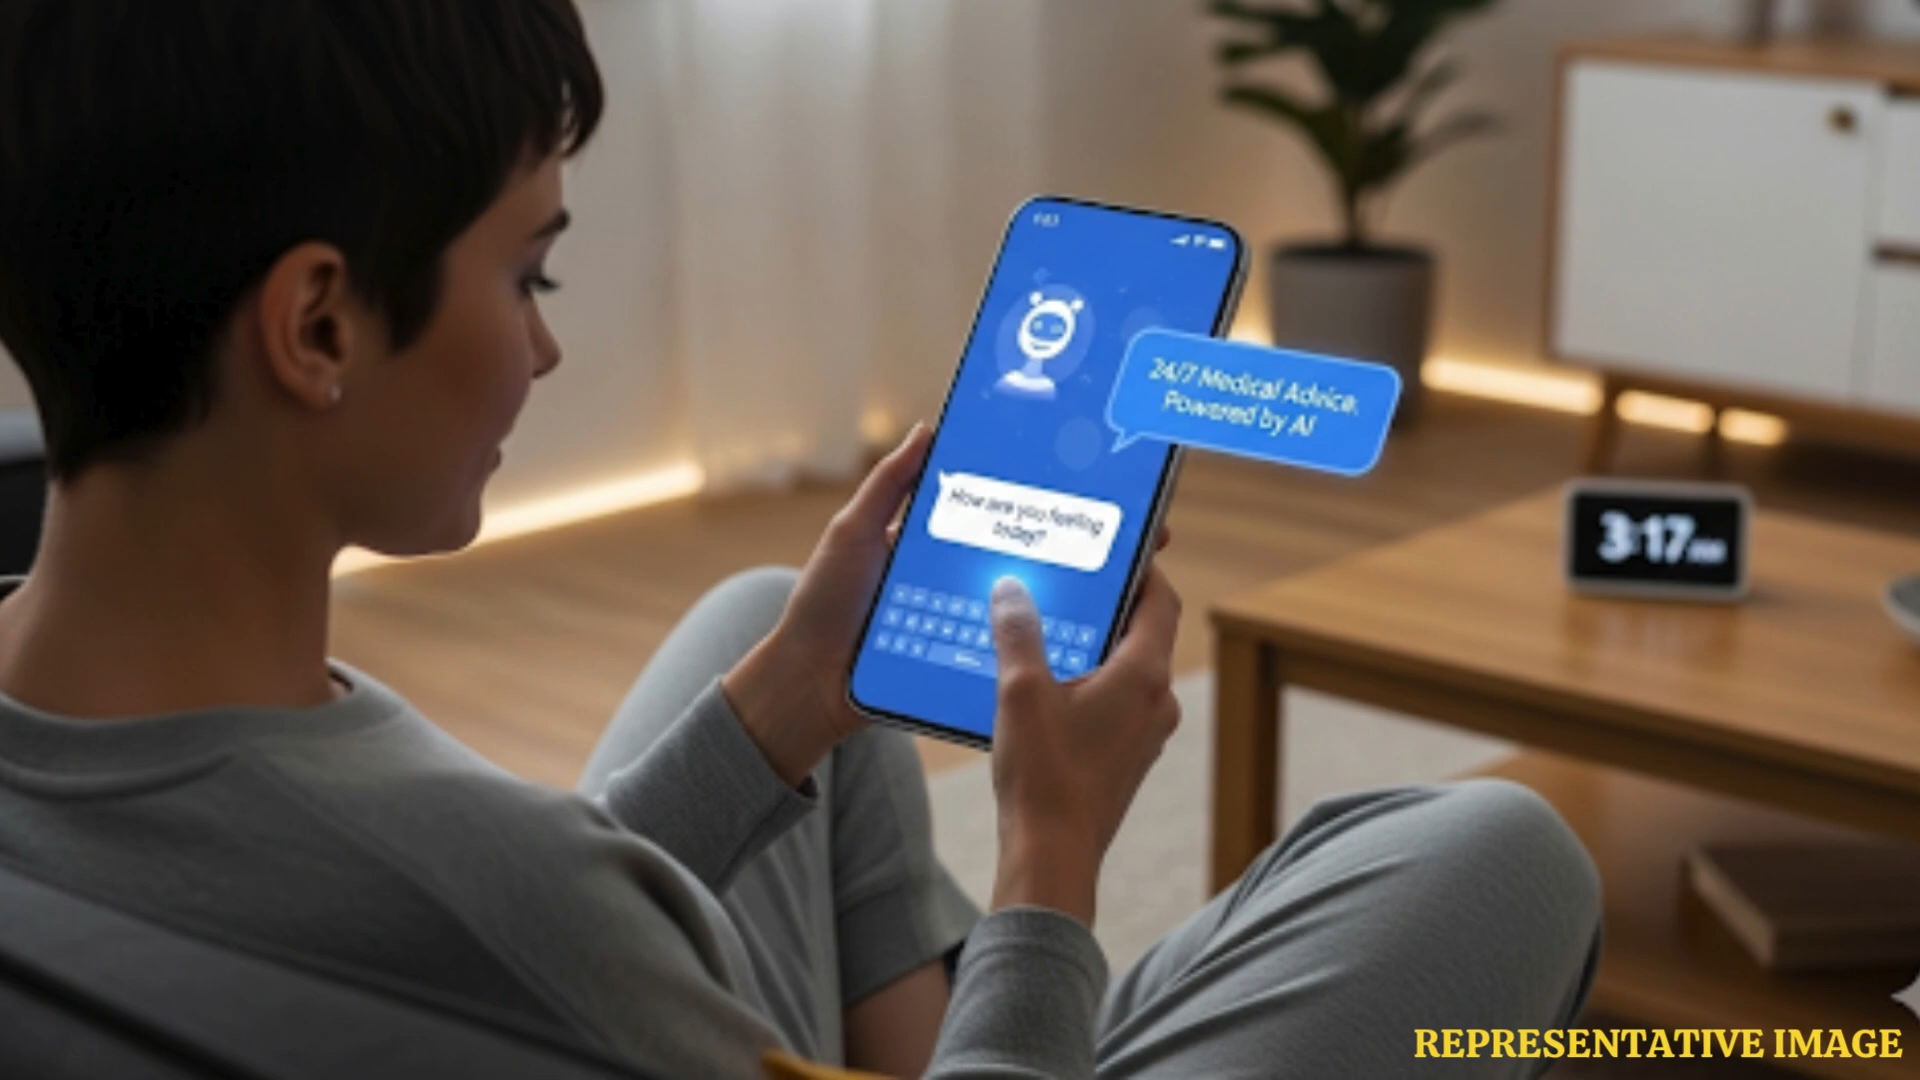 24/7 Medical Advice.
Powered by AI
How are you feeling
today?
3:17
REPRESENTATIVE IMAGE